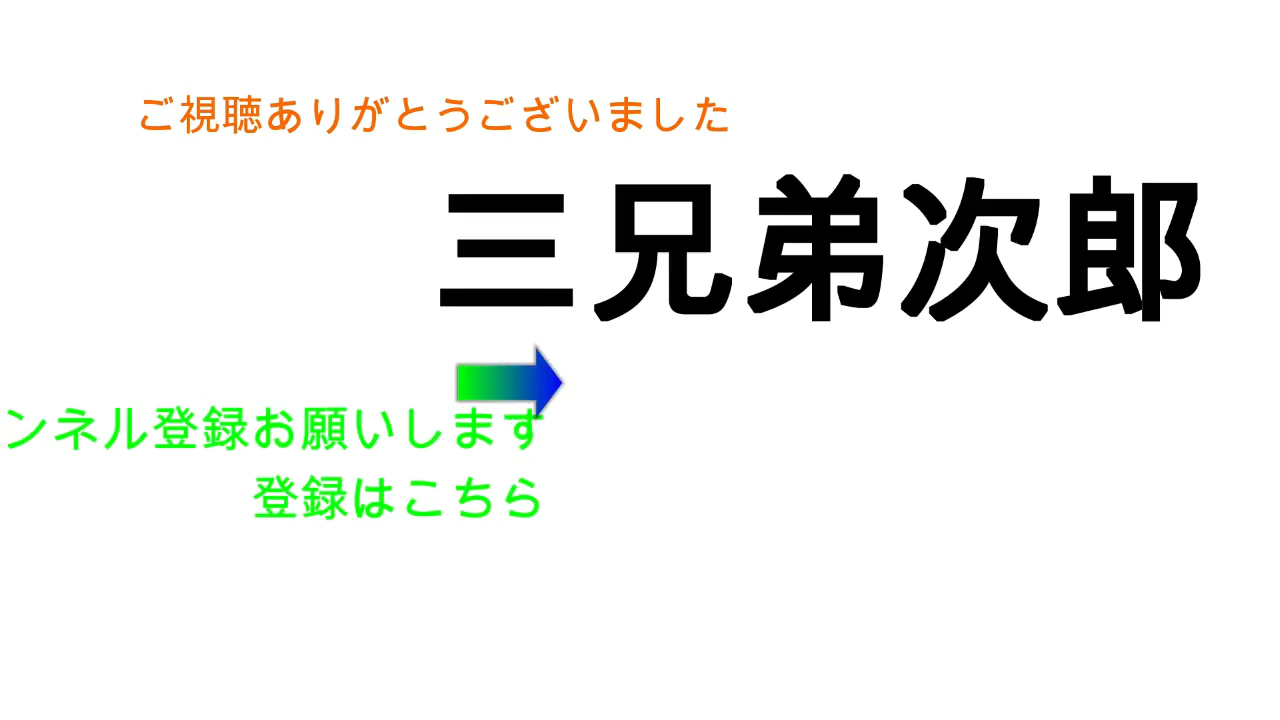 ご視聴ありがとうございました
三兄弟次郎
ンネル登録お願いします
登録はこちら